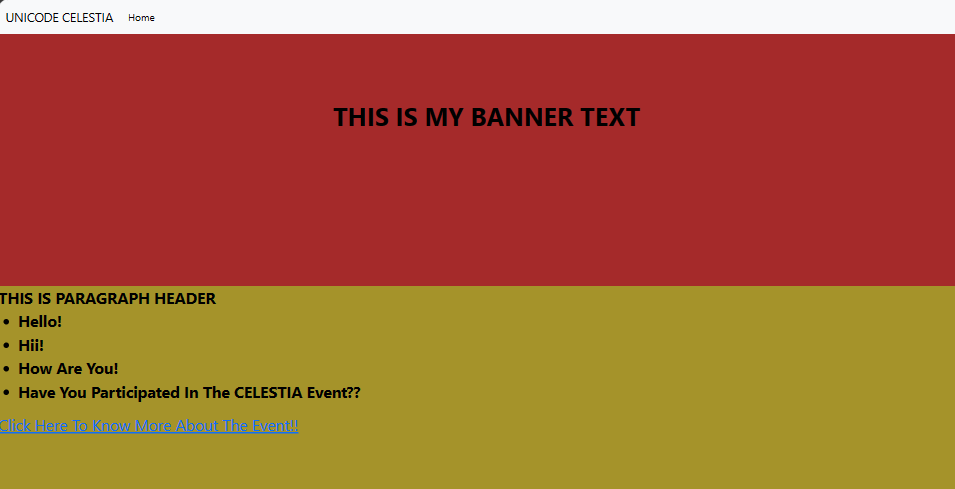 UNICODE CELESTIA Home
THIS IS MY BANNER TEXT
THIS IS PARAGRAPH HEADER
• Hello!
• Hii!
• How Are You!
• Have You Participated In The CELESTIA Event??
Click Here To Know More About The Event!!